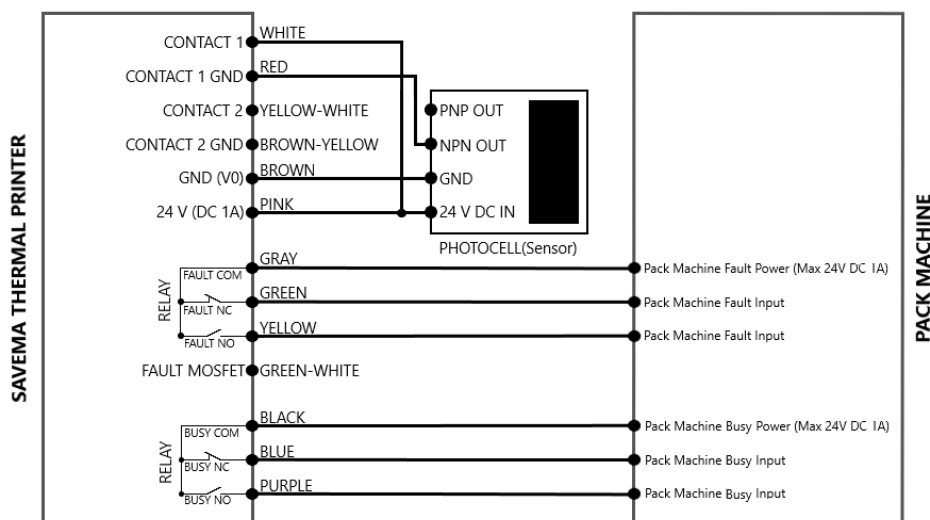 SAVEMA THERMAL PRINTER
CONTACT 1 WHITE
CONTACT 1 GND RED
CONTACT 2 YELLOW-WHITE
CONTACT 2 GND BROWN-YELLOW
GND (V0) BROWN
24 V (DC 1A) PINK
PNP OUT
NPN OUT
GND
24 V DC IN
PHOTOCELL(Sensor)
RELAY
FAULT COM GRAY Pack Machine Fault Power (Max 24V DC 1A)
FAULT NC GREEN Pack Machine Fault Input
FAULT NO YELLOW Pack Machine Fault Input
FAULT MOSFET GREEN-WHITE
RELAY
BUSY COM BLACK Pack Machine Busy Power (Max 24V DC 1A)
BUSY NC BLUE Pack Machine Busy Input
BUSY NO PURPLE Pack Machine Busy Input
PACK MACHINE